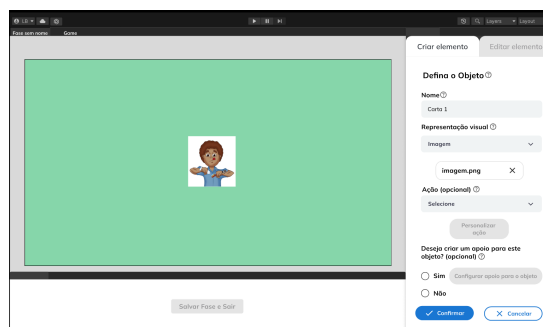 LB
Layers
Layout
Fase sem nome
Game
Criar elemento
Editar elemento
Defina o Objeto
Nome
Carta 1
Representação visual
Imagem
imagem.png
Ação (opcional)
Selecione
Personalizar
ação
Deseja criar um apoio para este
objeto? (opcional)
Sim
Configurar apoio para o objeto
Não
Salvar Fase e Sair
Confirmar
Cancelar